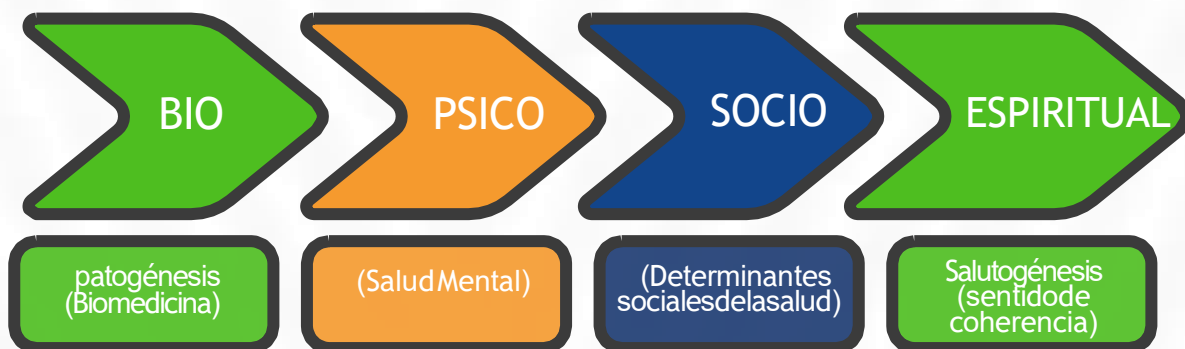 BIO
PSICO
SOCIO
ESPIRITUAL
patogénesis
(Biomedicina)
(SaludMental)
(Determinantes
socialesdelasalud)
Salutogénesis
(sentidode
coherencia)